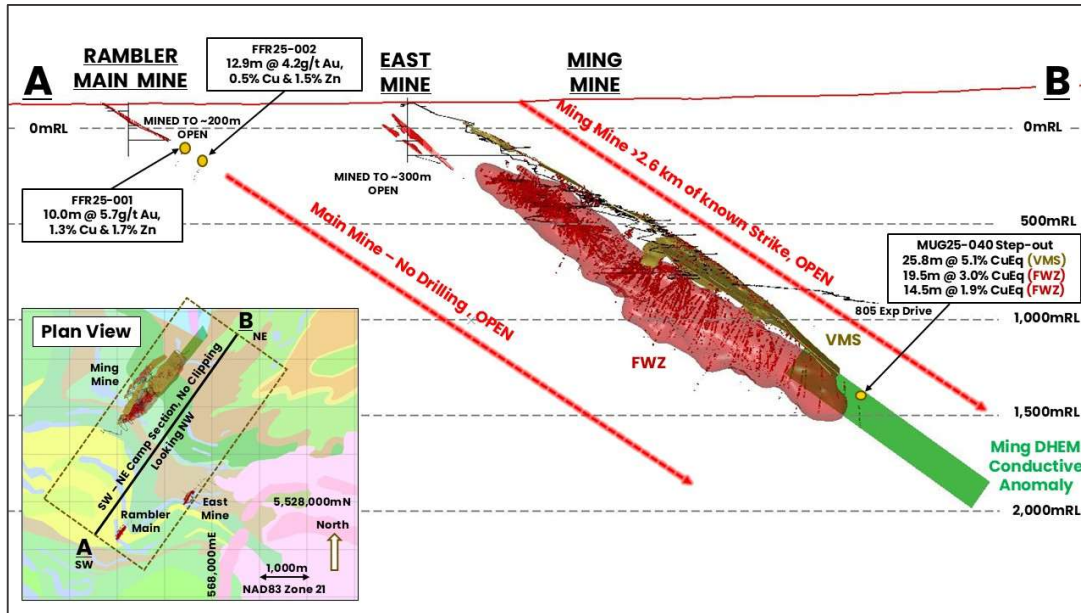 A
RAMBLER
MAIN MINE
FFR25-002
12.9m @ 4.2g/t Au,
0.5% Cu & 1.5% Zn
EAST
MINE
MING
MINE
B
0mRL
MINED TO ~200m
OPEN
FFR25-001
10.0m @ 5.7g/t Au,
1.3% Cu & 1.7% Zn
MINED TO ~300m
OPEN
Ming Mine >2.6 km of known Strike, OPEN
0mRL
500mRL
Main Mine – No Drilling , OPEN
MUG25-040 Step-out
25.8m @ 5.1% CuEq (VMS)
19.5m @ 3.0% CuEq (FWZ)
14.5m @ 1.9% CuEq (FWZ)
805 Exp Drive
1,000mRL
VMS
FWZ
1,500mRL
Ming DHEM
Conductive
Anomaly
2,000mRL
Plan View
B
NE
Ming
Mine
SW – NE Camp Section, No Clipping
Looking NW
5,528,000mN
East
Mine
Rambler
Main
North
A
SW
568,000mE
1,000m
NAD83 Zone 21